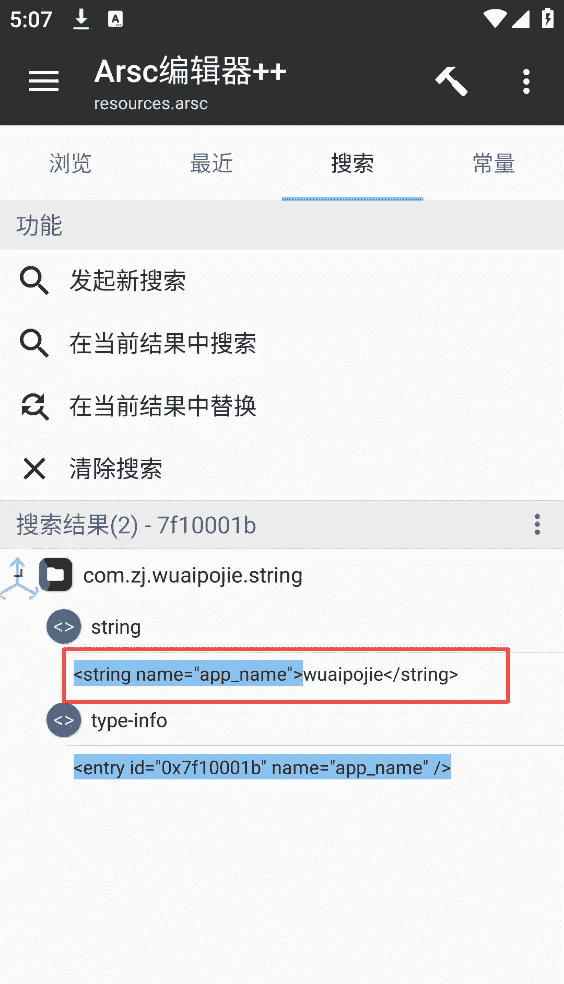 5:07
A
Arsc编辑器++
resources.arsc
浏览 最近 搜索 常量
功能
发起新搜索
在当前结果中搜索
在当前结果中替换
清除搜索
搜索结果(2) - 7f10001b
com.zj.wuaipojie.string
<> string
<string name="app_name">wuaipojie</string>
<> type-info
<entry id="0x7f10001b" name="app_name" />